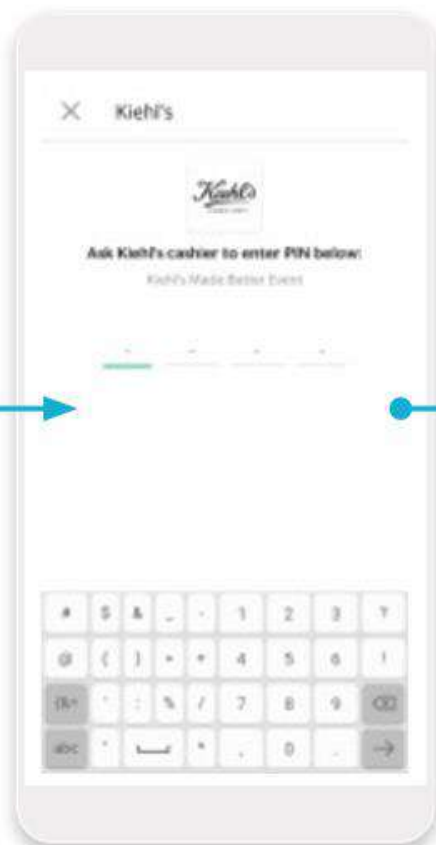 Kiehl's
Kiehl's
Ask Kiehl's cashier to enter PIN below:
Kiehl's Made Better Event
- - - -
# $ & _ - 1 2 3 ?
@ ( ) = + 4 5 6 !
" : % / 7 8 9
abc ' * , 0 .